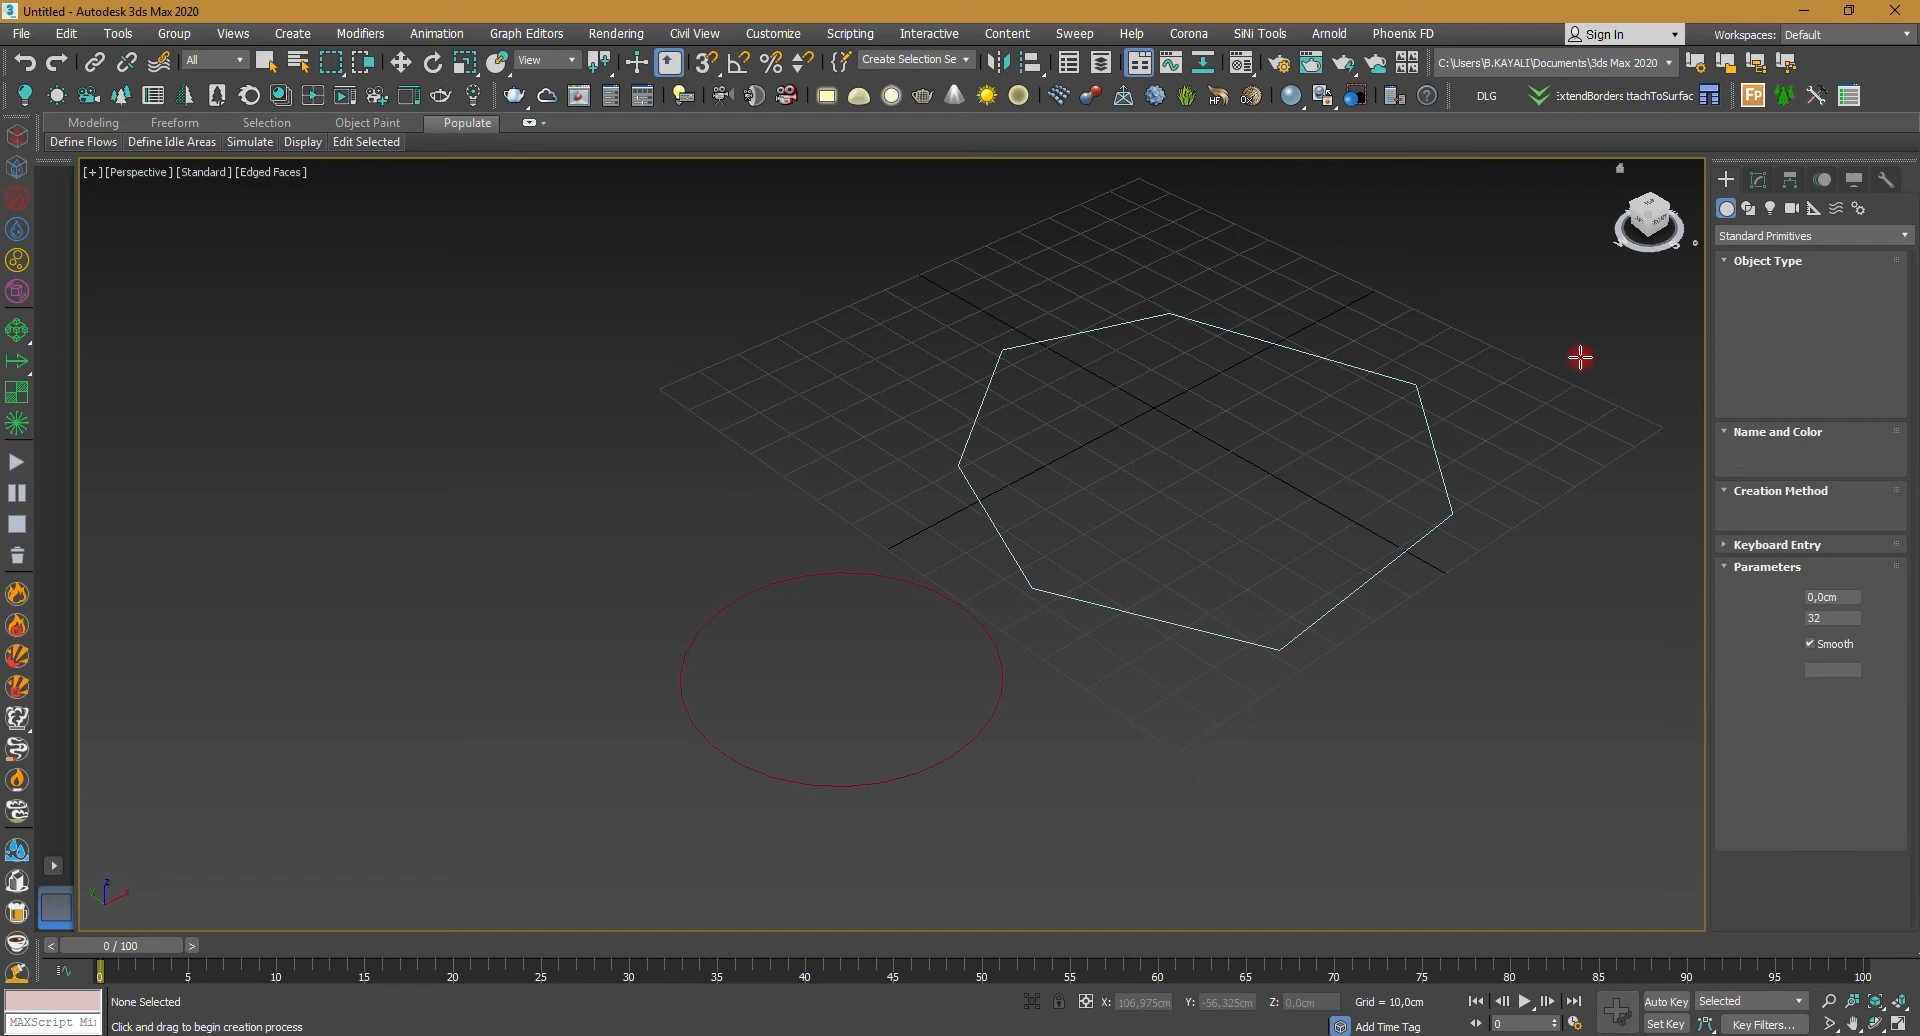 Untitled - Autodesk 3ds Max 2020
File Edit Tools Group Views Create Modifiers Animation Graph Editors Rendering Civil View Customize Scripting Interactive Content Sweep Help Corona SiNi Tools Arnold Phoenix FD Sign In Workspaces: Default
All View Create Selection Se C:\Users\B.KAYALI\Documents\3ds Max 2020
DLG ExtendBorders ttachToSurfac
Modeling Freeform Selection Object Paint Populate
Define Flows Define Idle Areas Simulate Display Edit Selected
[+] [Perspective ] [Standard ] [Edged Faces ]
Standard Primitives
Object Type
Name and Color
Creation Method
Keyboard Entry
Parameters
0,0cm
32
Smooth
z
y
x
< 0 / 100 >
0 5 10 15 20 25 30 35 40 45 50 55 60 65 70 75 80 85 90 95 100
None Selected X: 106,975cm Y: -56,325cm Z: 0,0cm Grid = 10,0cm Auto Key Selected
MAXScript Mi Click and drag to begin creation process Add Time Tag 0 Set Key Key Filters...